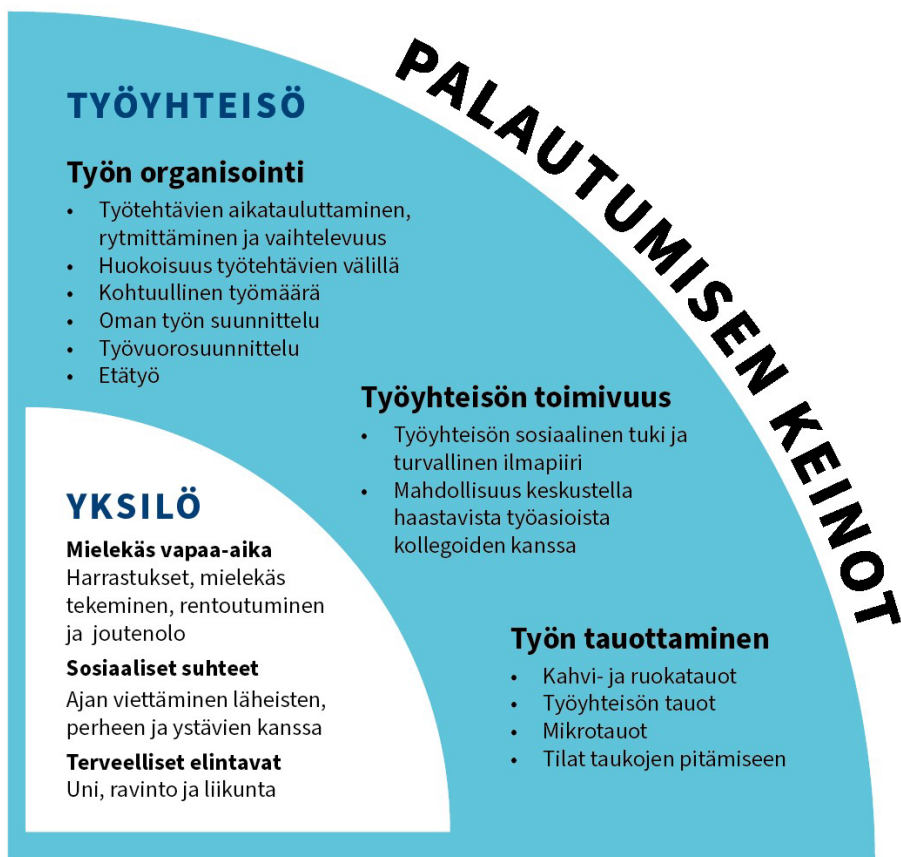 PALAUTUMISEN KEINOT
TYÖYHTEISÖ
Työn organisointi
• Työtehtävien aikatauluttaminen,
rytmittäminen ja vaihtelevuus
• Huokoisuus työtehtävien välillä
• Kohtuullinen työmäärä
• Oman työn suunnittelu
• Työvuorosuunnittelu
• Etätyö
Työyhteisön toimivuus
• Työyhteisön sosiaalinen tuki ja
turvallinen ilmapiiri
• Mahdollisuus keskustella
haastavista työasioista
kollegoiden kanssa
Työn tauottaminen
• Kahvi- ja ruokatauot
• Työyhteisön tauot
• Mikrotauot
• Tilat taukojen pitämiseen
YKSILÖ
Mielekäs vapaa-aika
Harrastukset, mielekäs
tekeminen, rentoutuminen
ja joutenolo
Sosiaaliset suhteet
Ajan viettäminen läheisten,
perheen ja ystävien kanssa
Terveelliset elintavat
Uni, ravinto ja liikunta